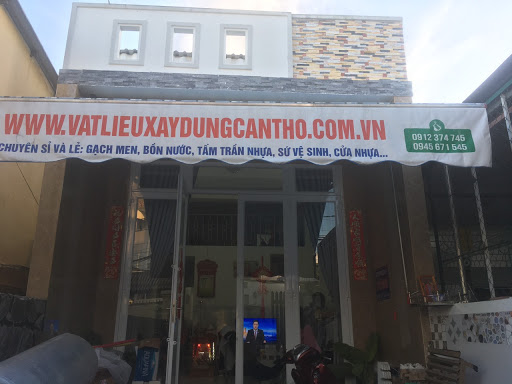 WWW.VATLIEUXAYDUNGCANTHO.COM.VN
CHUYÊN SỈ VÀ LẺ: GẠCH MEN, BỒN NƯỚC, TẤM TRẦN NHỰA, SỨ VỆ SINH, CỬA NHỰA...
0912 374 745
0945 671 545